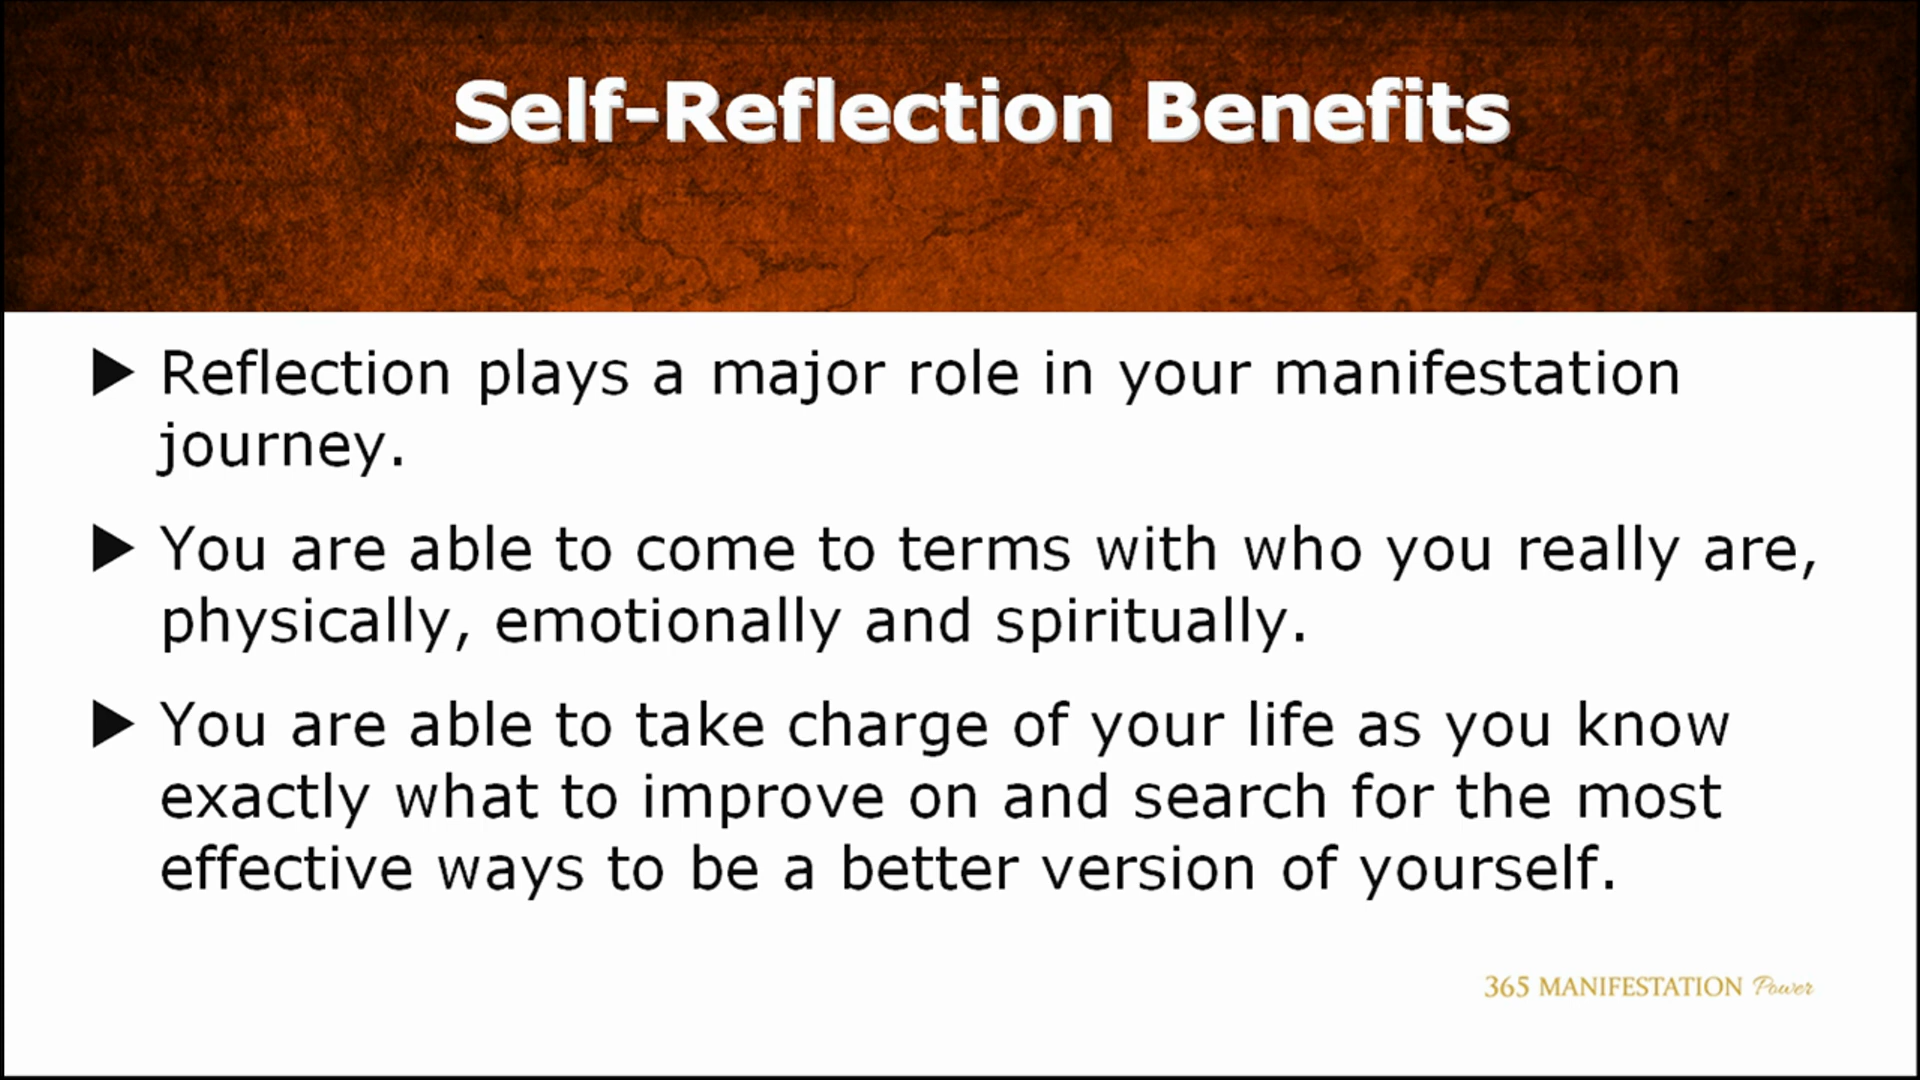 Self-Reflection Benefits
Reflection plays a major role in your manifestation
journey.
You are able to come to terms with who you really are,
physically, emotionally and spiritually.
You are able to take charge of your life as you know
exactly what to improve on and search for the most
effective ways to be a better version of yourself.
365 MANIFESTATION Power